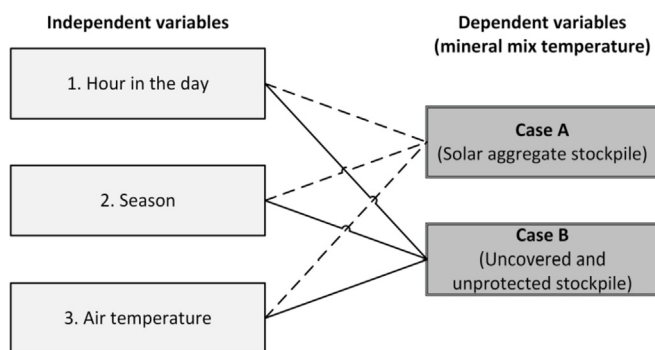 Independent variables
1. Hour in the day
2. Season
3. Air temperature
Dependent variables
(mineral mix temperature)
Case A
(Solar aggregate stockpile)
Case B
(Uncovered and
unprotected stockpile)